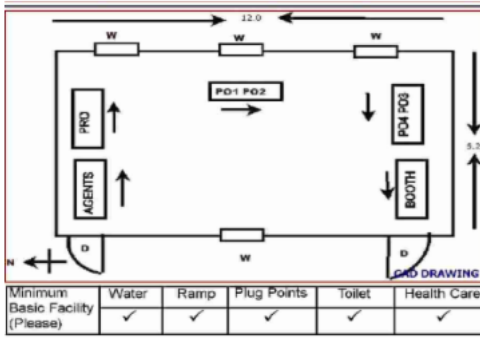 12.0
W W W
PO1 PO2
PRO
PO4 PO3
5.2
AGENTS
BOOTH
D W D
N
CAD DRAWING
Minimum Basic Facility (Please) Water Ramp Plug Points Toilet Health Care
✓ ✓ ✓ ✓ ✓